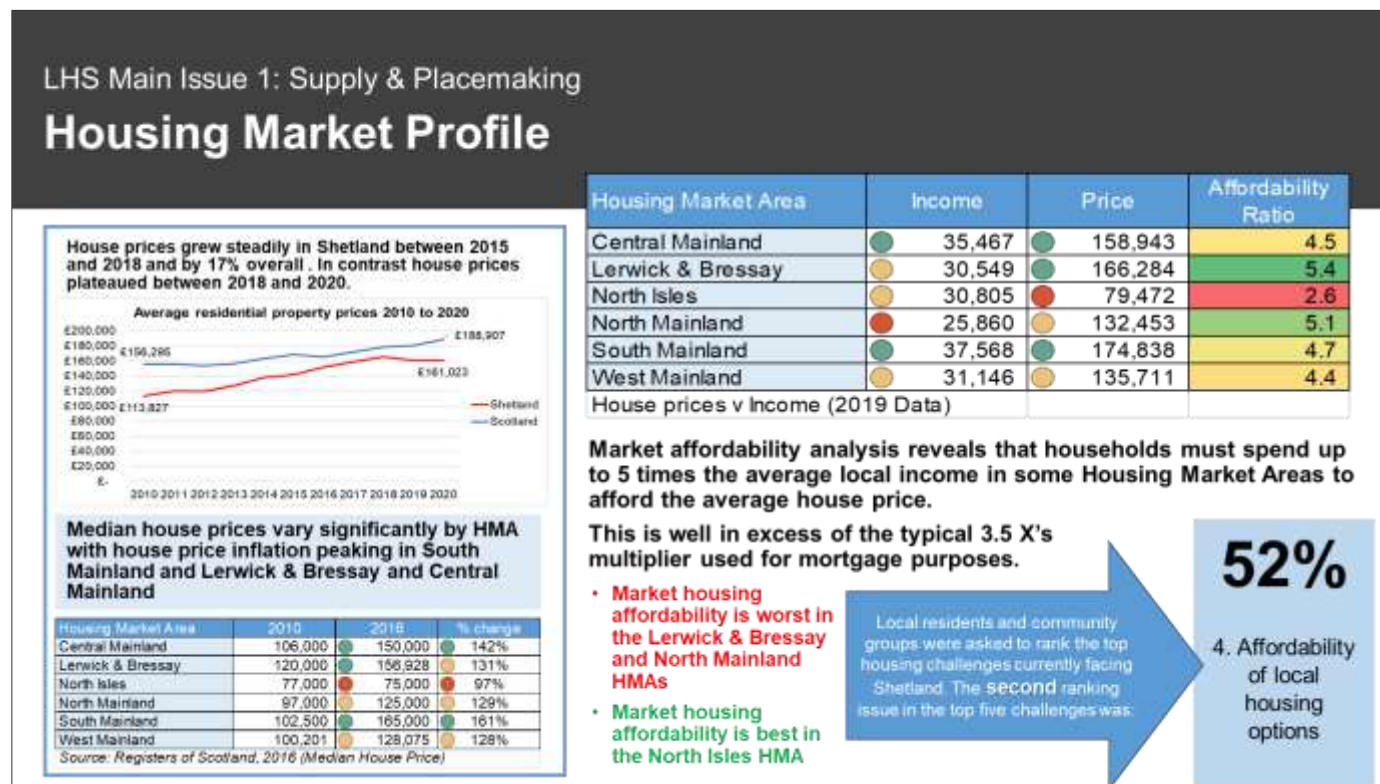 LHS Main Issue 1: Supply & Placemaking
Housing Market Profile
House prices grew steadily in Shetland between 2015
and 2018 and by 17% overall . In contrast house prices
plateaued between 2018 and 2020.
Average residential property prices 2010 to 2020
£200,000
£180,000
£160,000
£140,000
£120,000
£100,000
£80,000
£60,000
£40,000
£20,000
£-
£156,295
£113,827
£188,907
£161,023
Shetland
Scotland
2010 2011 2012 2013 2014 2015 2016 2017 2018 2019 2020
Median house prices vary significantly by HMA
with house price inflation peaking in South
Mainland and Lerwick & Bressay and Central
Mainland
Housing Market Area 2010 2016 % change
Central Mainland 106,000 150,000 142%
Lerwick & Bressay 120,000 156,928 131%
North Isles 77,000 75,000 97%
North Mainland 97,000 125,000 129%
South Mainland 102,500 165,000 161%
West Mainland 100,201 128,075 128%
Source: Registers of Scotland, 2016 (Median House Price)
Housing Market Area Income Price Affordability
Ratio
Central Mainland 35,467 158,943 4.5
Lerwick & Bressay 30,549 166,284 5.4
North Isles 30,805 79,472 2.6
North Mainland 25,860 132,453 5.1
South Mainland 37,568 174,838 4.7
West Mainland 31,146 135,711 4.4
House prices v Income (2019 Data)
Market affordability analysis reveals that households must spend up
to 5 times the average local income in some Housing Market Areas to
afford the average house price.
This is well in excess of the typical 3.5 X's
multiplier used for mortgage purposes.
• Market housing
affordability is worst in
the Lerwick & Bressay
and North Mainland
HMAs
• Market housing
affordability is best in
the North Isles HMA
Local residents and community
groups were asked to rank the top
housing challenges currently facing
Shetland. The second ranking
issue in the top five challenges was:
52%
4. Affordability
of local
housing
options